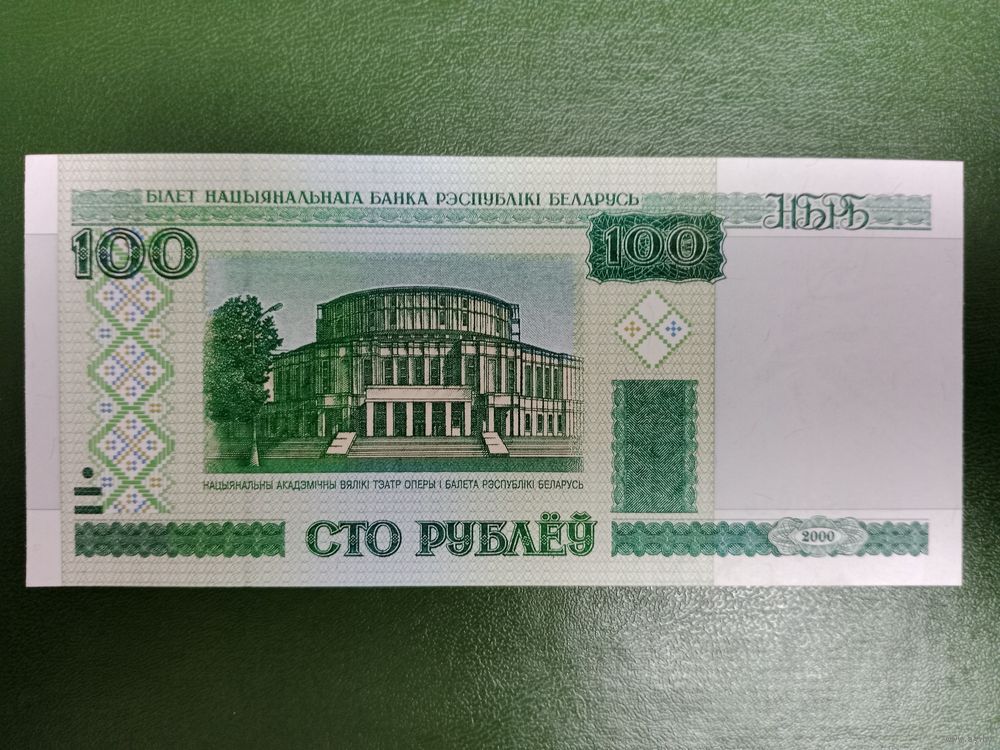 БІЛЕТ НАЦЫЯНАЛЬНАГА БАНКА РЭСПУБЛІКІ БЕЛАРУСЬ
НБРБ
100
100
НАЦЫЯНАЛЬНЫ АКАДЭМІЧНЫ ВЯЛІКІ ТЭАТР ОПЕРЫ І БАЛЕТА РЭСПУБЛІКІ БЕЛАРУСЬ
СТО РУБЛЁЎ
2000